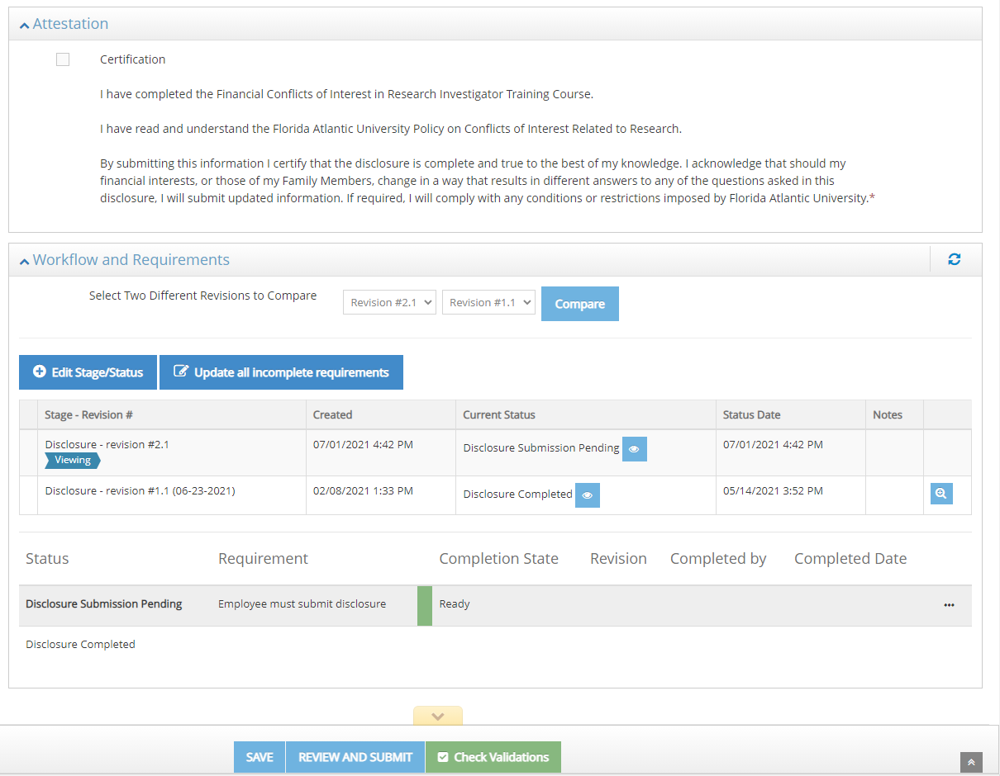 Attestation
Certification
I have completed the Financial Conflicts of Interest in Research Investigator Training Course.
I have read and understand the Florida Atlantic University Policy on Conflicts of Interest Related to Research.
By submitting this information I certify that the disclosure is complete and true to the best of my knowledge. I acknowledge that should my
financial interests, or those of my Family Members, change in a way that results in different answers to any of the questions asked in this
disclosure, I will submit updated information. If required, I will comply with any conditions or restrictions imposed by Florida Atlantic University.*
Workflow and Requirements
Select Two Different Revisions to Compare Revision #2.1 Revision #1.1 Compare
Edit Stage/Status Update all incomplete requirements
Stage - Revision # Created Current Status Status Date Notes
Disclosure - revision #2.1 07/01/2021 4:42 PM Disclosure Submission Pending 07/01/2021 4:42 PM
Viewing
Disclosure - revision #1.1 (06-23-2021) 02/08/2021 1:33 PM Disclosure Completed 05/14/2021 3:52 PM
Status Requirement Completion State Revision Completed by Completed Date
Disclosure Submission Pending Employee must submit disclosure Ready
Disclosure Completed
SAVE REVIEW AND SUBMIT Check Validations